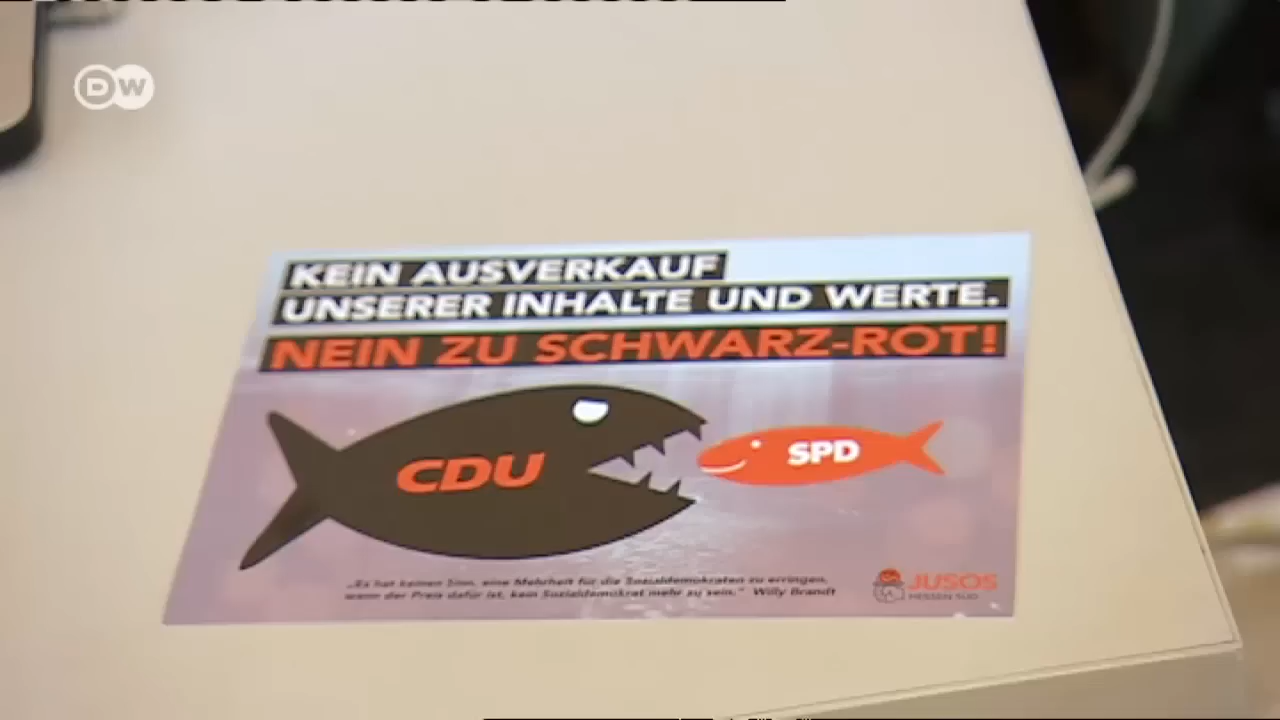 DW
KEIN AUSVERKAUF
UNSERER INHALTE UND WERTE.
NEIN ZU SCHWARZ-ROT!
CDU
SPD
„Es hat keinen Sinn, eine Mehrheit für die Sozialdemokraten zu erringen,
wenn der Preis dafür ist, kein Sozialdemokrat mehr zu sein.“ Willy Brandt
JUSOS
HESSEN SÜD